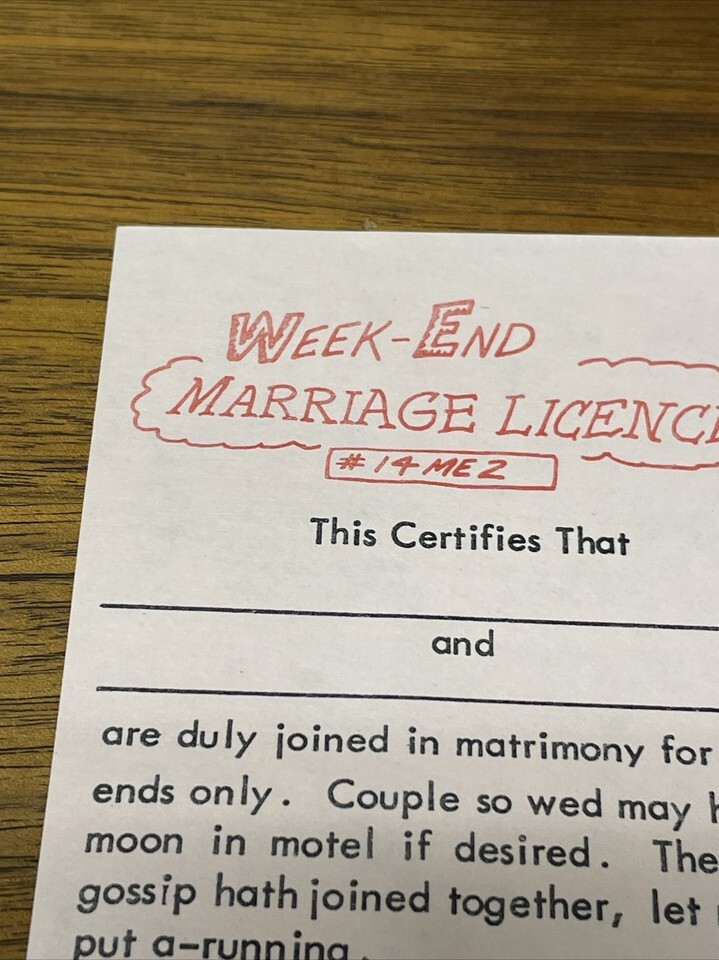 WEEK-END
MARRIAGE LICENC
#14ME2
This Certifies That
and
are duly joined in matrimony for
ends only. Couple so wed may
moon in motel if desired. The
gossip hath joined together, let
put a-running.